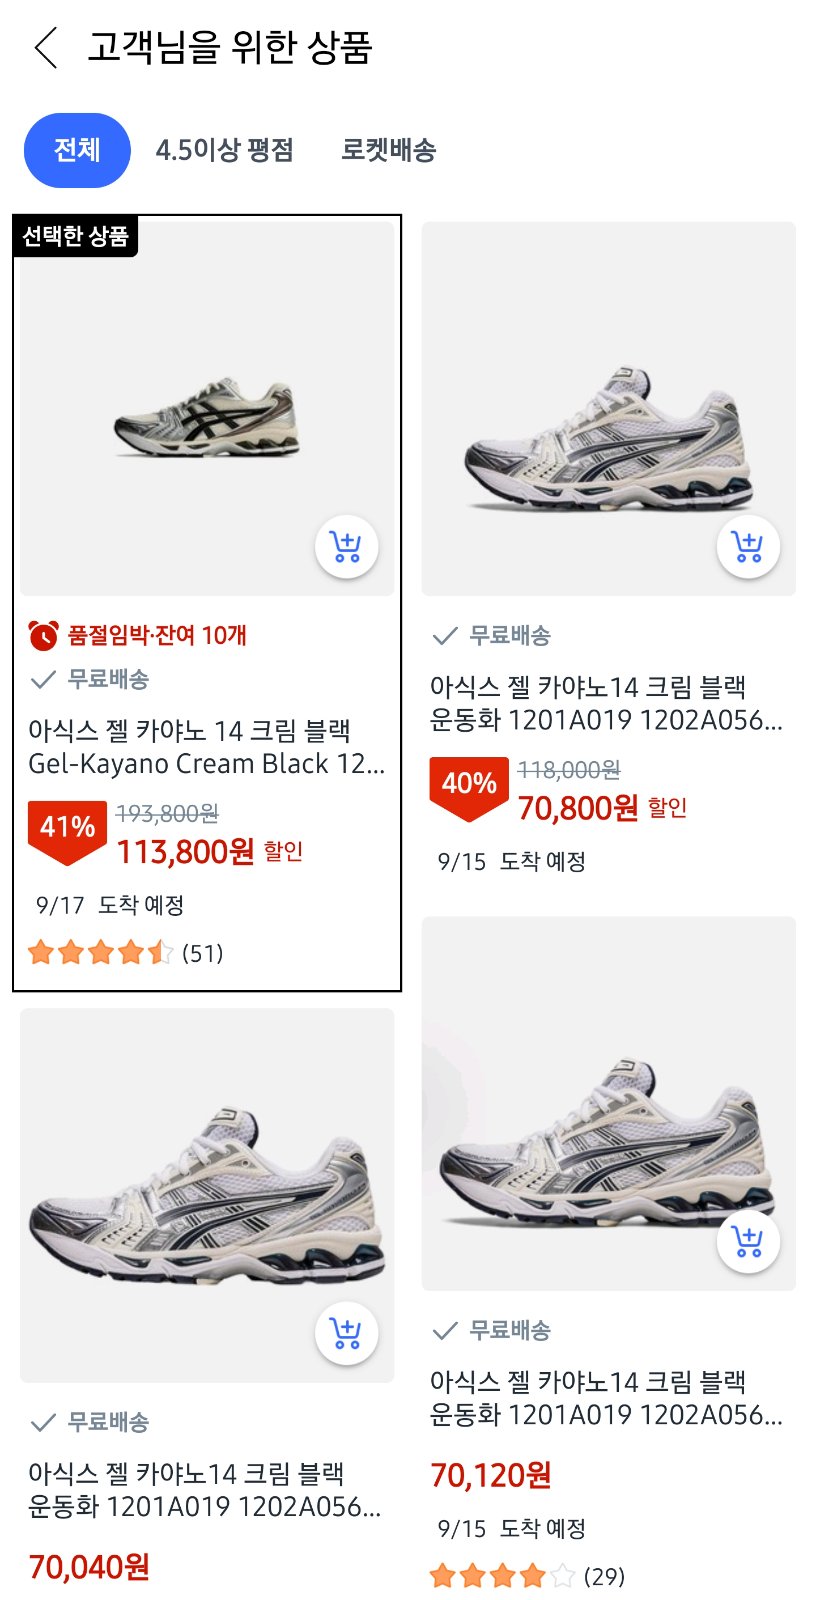 고객님을 위한 상품
전체 4.5이상 평점 로켓배송
선택한 상품
품절임박·잔여 10개
무료배송
아식스 젤 카야노 14 크림 블랙
Gel-Kayano Cream Black 12...
41% 193,800원
113,800원 할인
9/17 도착 예정
(51)
무료배송
아식스 젤 카야노14 크림 블랙
운동화 1201A019 1202A056...
40% 118,000원
70,800원 할인
9/15 도착 예정
무료배송
아식스 젤 카야노14 크림 블랙
운동화 1201A019 1202A056...
70,040원
무료배송
아식스 젤 카야노14 크림 블랙
운동화 1201A019 1202A056...
70,120원
9/15 도착 예정
(29)